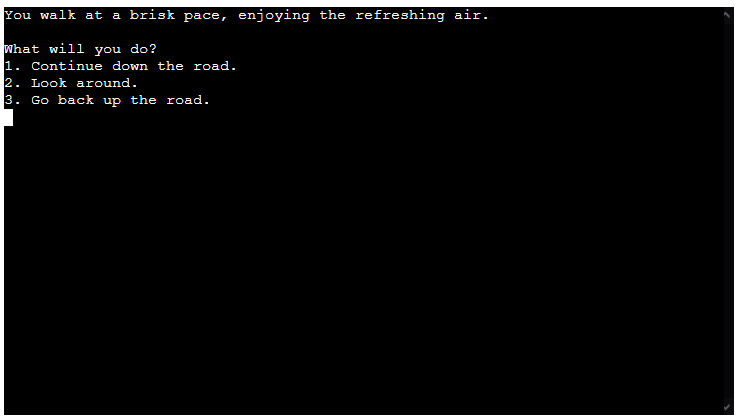 You walk at a brisk pace, enjoying the refreshing air.
What will you do?
1. Continue down the road.
2. Look around.
3. Go back up the road.